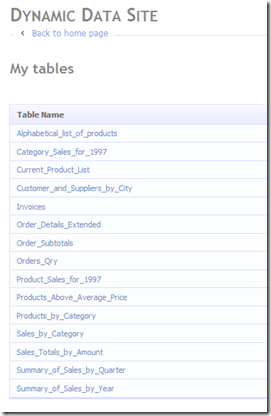 Dynamic Data Site
< Back to home page
My tables
Table Name
Alphabetical_list_of_products
Category_Sales_for_1997
Current_Product_List
Customer_and_Suppliers_by_City
Invoices
Order_Details_Extended
Order_Subtotals
Orders_Qry
Product_Sales_for_1997
Products_Above_Average_Price
Products_by_Category
Sales_by_Category
Sales_Totals_by_Amount
Summary_of_Sales_by_Quarter
Summary_of_Sales_by_Year